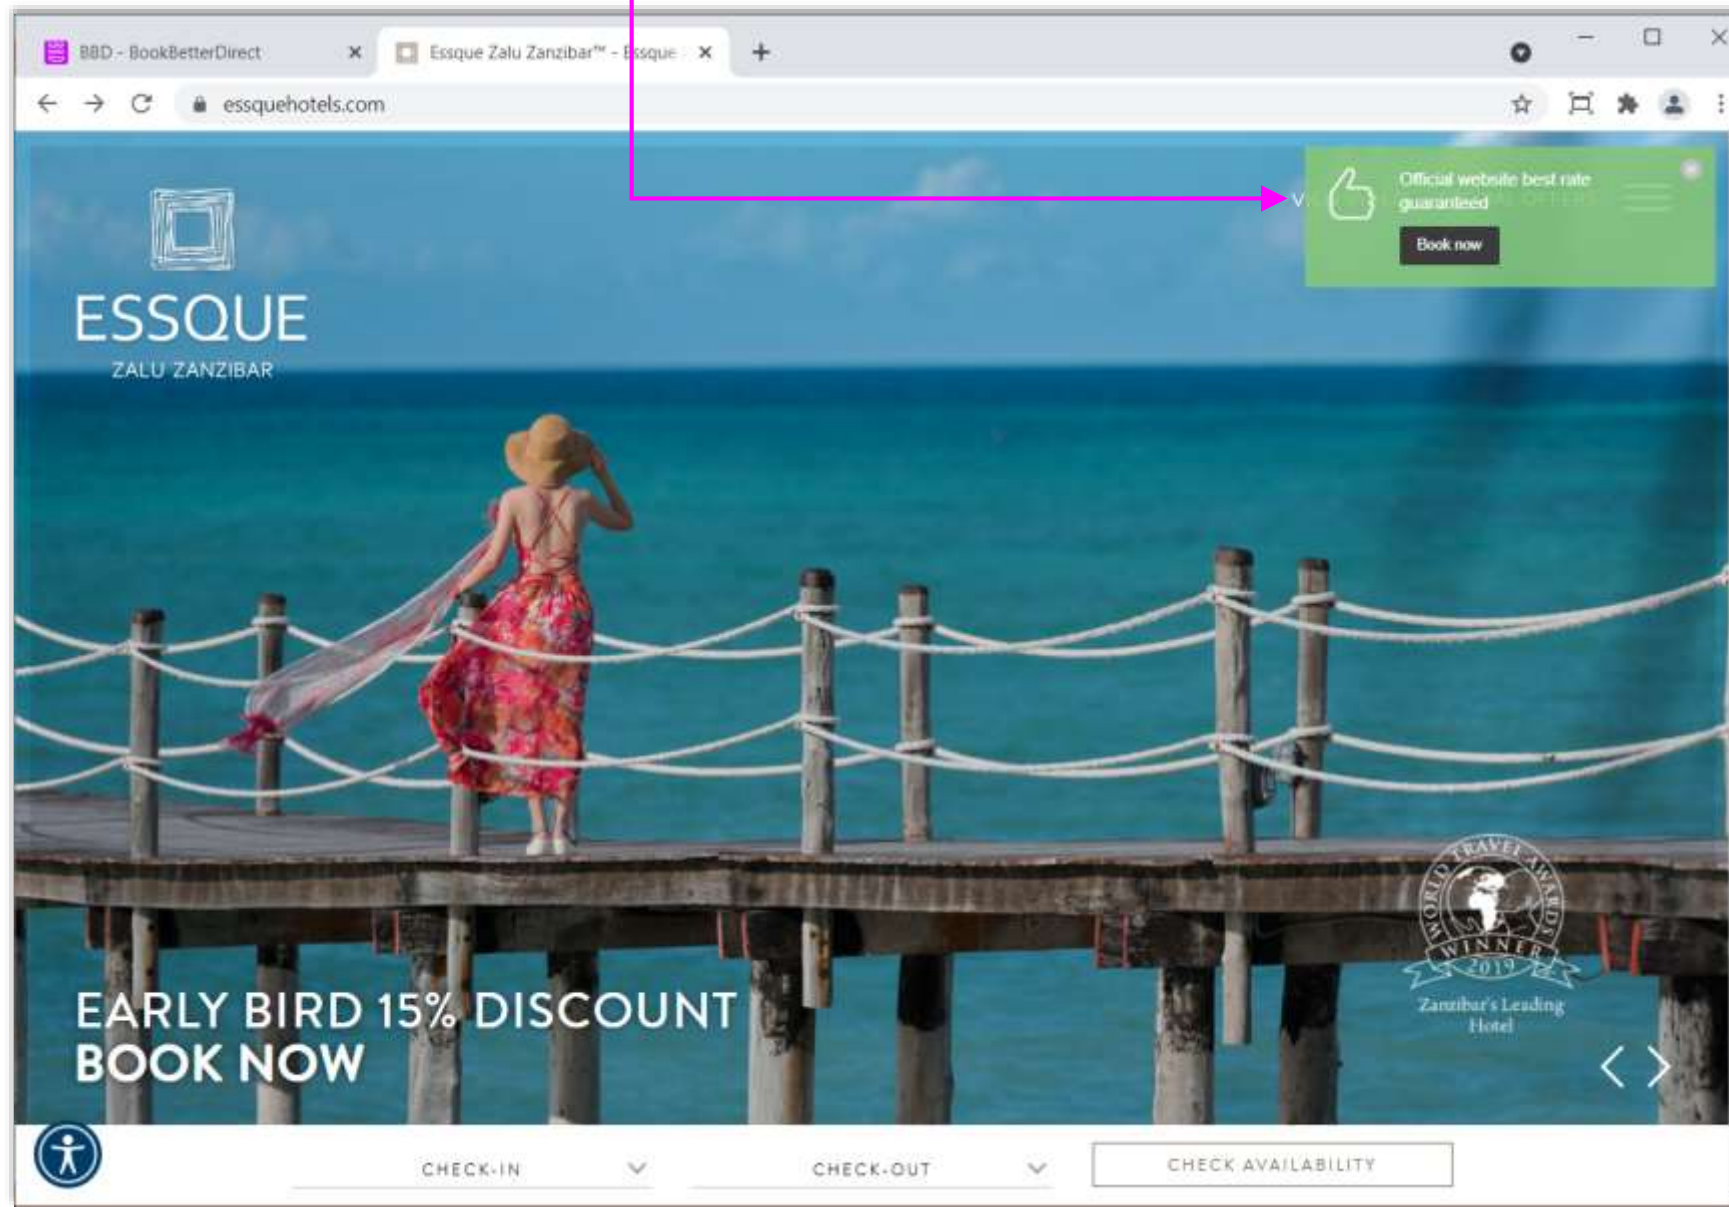 BBD - BookBetterDirect
Essque Zalu Zanzibar™ - Essque
essquehotels.com
Official website best rate
guaranteed
Book now
ESSQUE
ZALU ZANZIBAR
WORLD TRAVEL AWARDS
WINNER
2019
Zanzibar's Leading
Hotel
EARLY BIRD 15% DISCOUNT
BOOK NOW
CHECK-IN
CHECK-OUT
CHECK AVAILABILITY